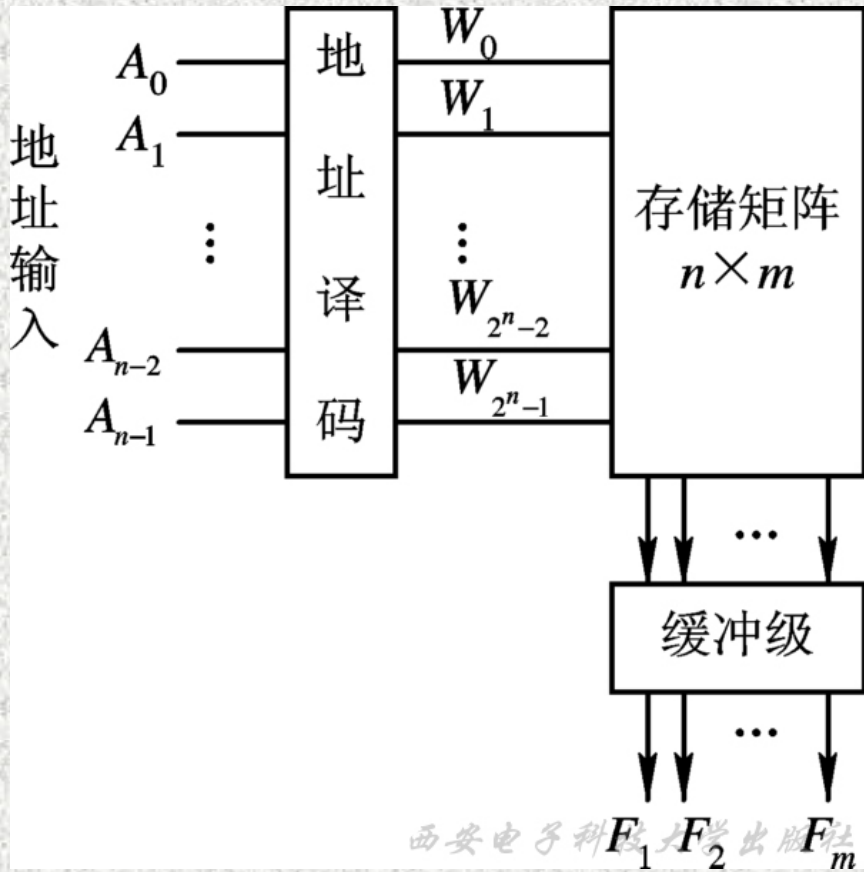 地址输入
A₀
A₁
⋮
Aₙ₋₂
Aₙ₋₁
地址译码
W₀
W₁
⋮
W₂ⁿ₋₂
W₂ⁿ₋₁
存储矩阵
n×m
…
缓冲级
…
F₁ F₂ Fₘ
西安电子科技大学出版社